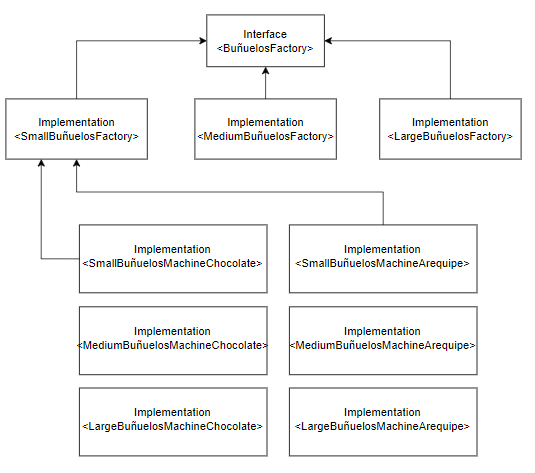 Interface
<BuñuelosFactory>
Implementation
<SmallBuñuelosFactory>
Implementation
<MediumBuñuelosFactory>
Implementation
<LargeBuñuelosFactory>
Implementation
<SmallBuñuelosMachineChocolate>
Implementation
<SmallBuñuelosMachineArequipe>
Implementation
<MediumBuñuelosMachineChocolate>
Implementation
<MediumBuñuelosMachineArequipe>
Implementation
<LargeBuñuelosMachineChocolate>
Implementation
<LargeBuñuelosMachineArequipe>